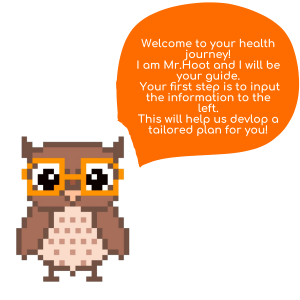 Welcome to your health
journey!
I am Mr.Hoot and I will be
your guide.
Your first step is to input
the information to the
left.
This will help us devlop a
tailored plan for you!